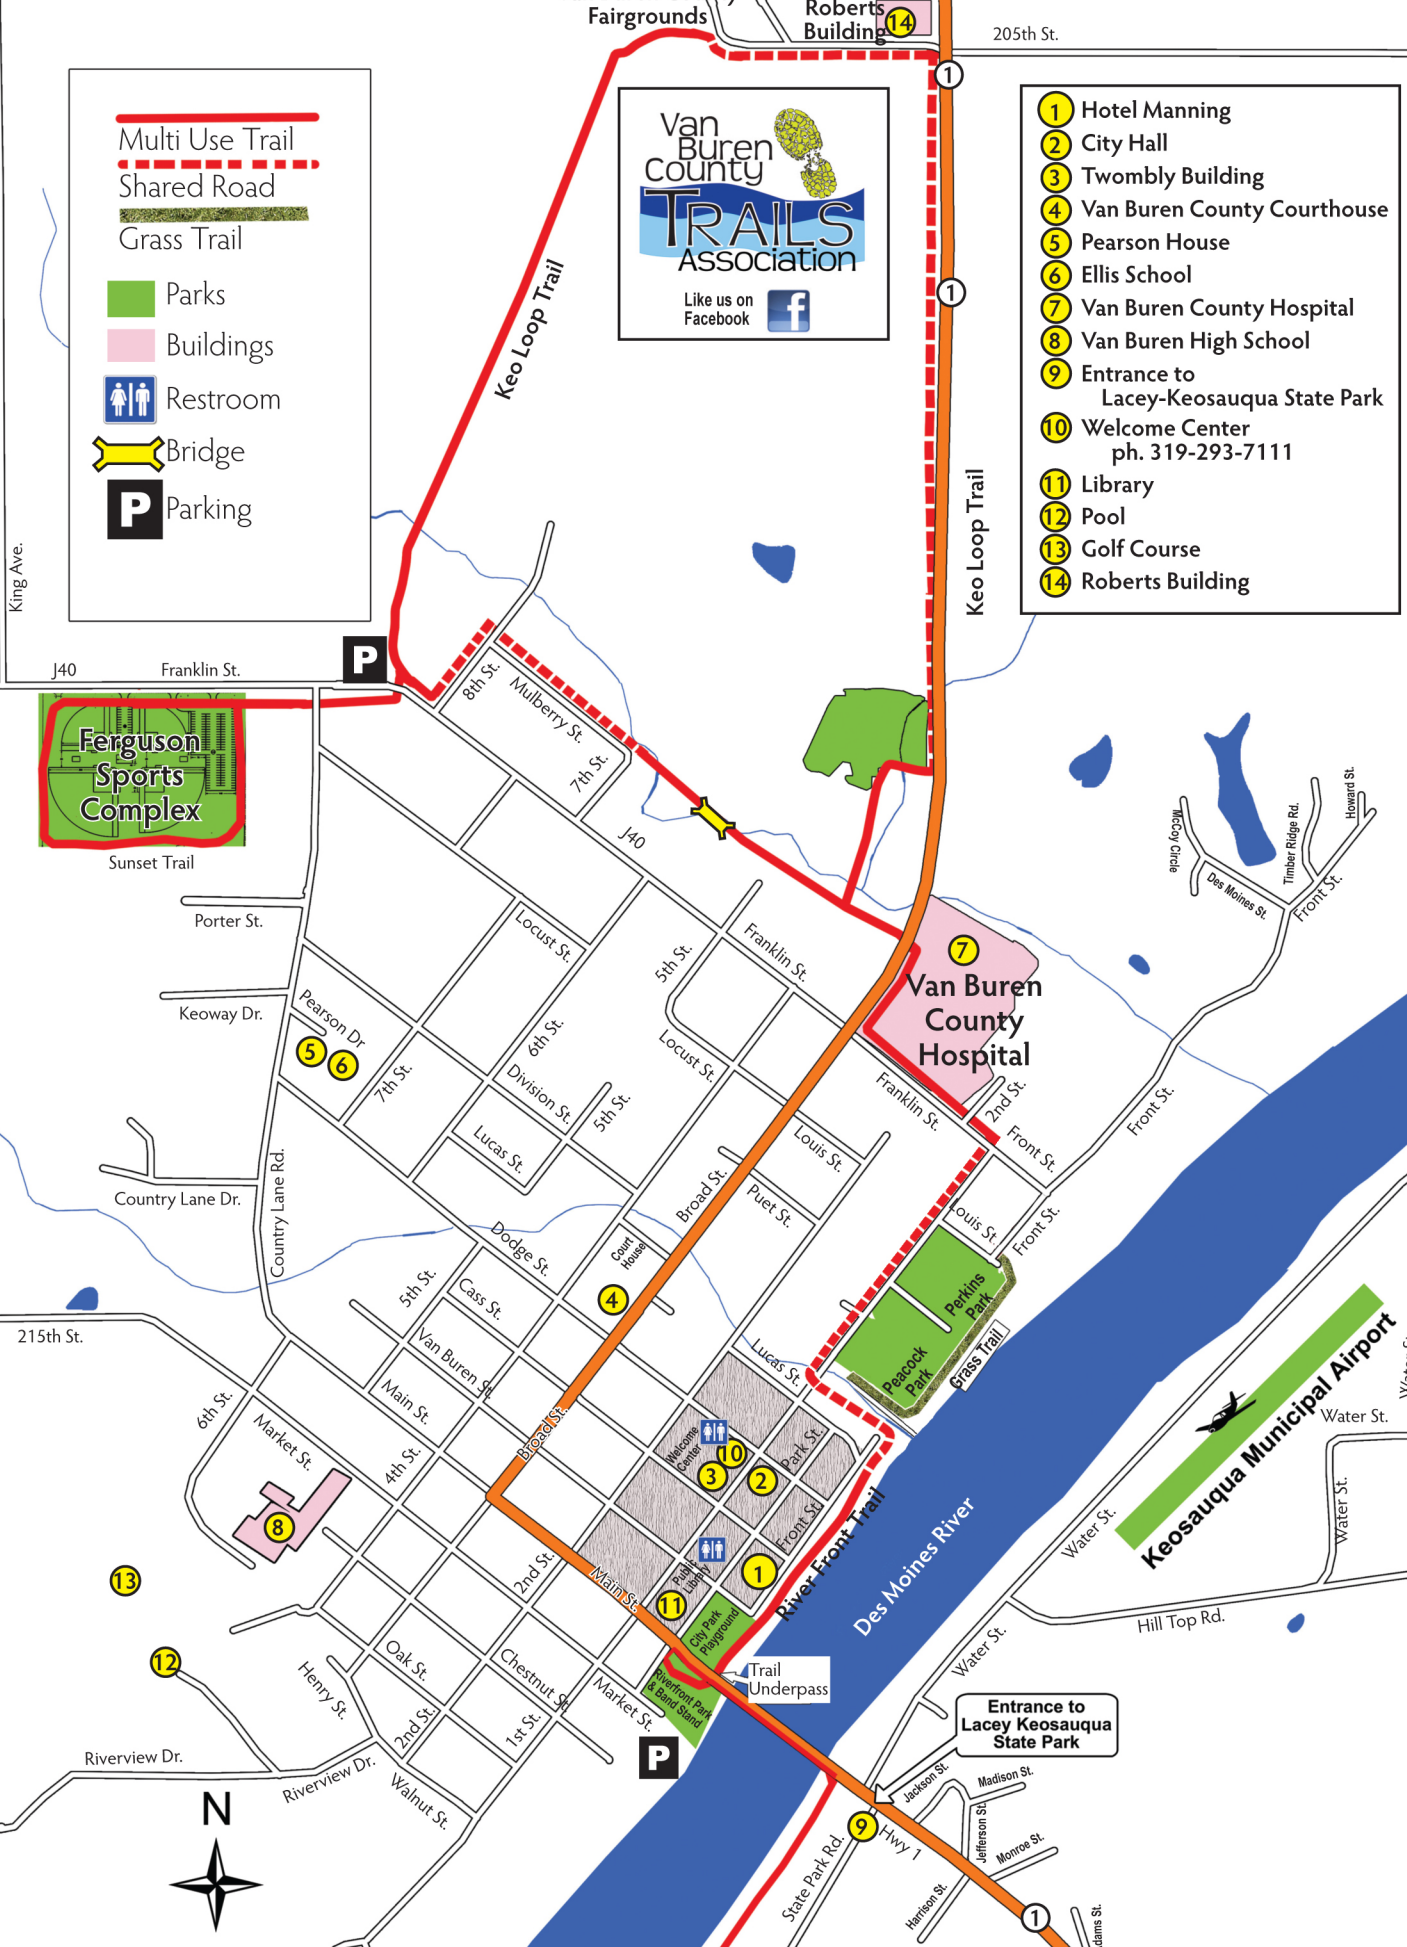 Fairgrounds
Roberts
Building
14
205th St.
1
Multi Use Trail
Shared Road
Grass Trail
Parks
Buildings
Restroom
Bridge
P
Parking
Van
Buren
County
TRAILS
Association
Like us on
Facebook
f
1 Hotel Manning
2 City Hall
3 Twombly Building
4 Van Buren County Courthouse
5 Pearson House
6 Ellis School
7 Van Buren County Hospital
8 Van Buren High School
9 Entrance to
Lacey-Keosauqua State Park
10 Welcome Center
ph. 319-293-7111
11 Library
12 Pool
13 Golf Course
14 Roberts Building
1
Keo Loop Trail
Keo Loop Trail
King Ave.
J40
Franklin St.
P
8th St.
Mulberry St.
7th St.
J40
Ferguson
Sports
Complex
Sunset Trail
Porter St.
Keoway Dr.
Pearson Dr
5
6
7th St.
Locust St.
6th St.
5th St.
Franklin St.
Locust St.
Division St.
5th St.
Lucas St.
7
Van Buren
County
Hospital
McCoy Circle
Des Moines St.
Timber Ridge Rd.
Howard St.
Front St.
Franklin St.
2nd St.
Front St.
Front St.
Louis St.
Puet St.
Broad St.
Louis St.
Front St.
Country Lane Dr.
Country Lane Rd.
Dodge St.
Court
House
4
5th St.
Cass St.
Van Buren St.
Main St.
215th St.
6th St.
Market St.
4th St.
Broad St.
Lucas St.
Perkins
Park
Peacock
Park
Grass Trail
Welcome
Center
10
3
2
Park St.
Front St.
Public
Library
1
11
City Park
Playground
River Front Trail
Des Moines River
Keosauqua Municipal Airport
Water St.
Water St.
Water St.
Hill Top Rd.
Water St.
8
13
12
2nd St.
Main St.
Trail
Underpass
Riverfront Park
& Band Stand
P
Oak St.
Henry St.
Chestnut St.
Market St.
2nd St.
1st St.
Riverview Dr.
Riverview Dr.
Walnut St.
N
Entrance to
Lacey Keosauqua
State Park
9
Hwy 1
Jackson St.
Madison St.
Jefferson St.
Monroe St.
Harrison St.
State Park Rd.
1